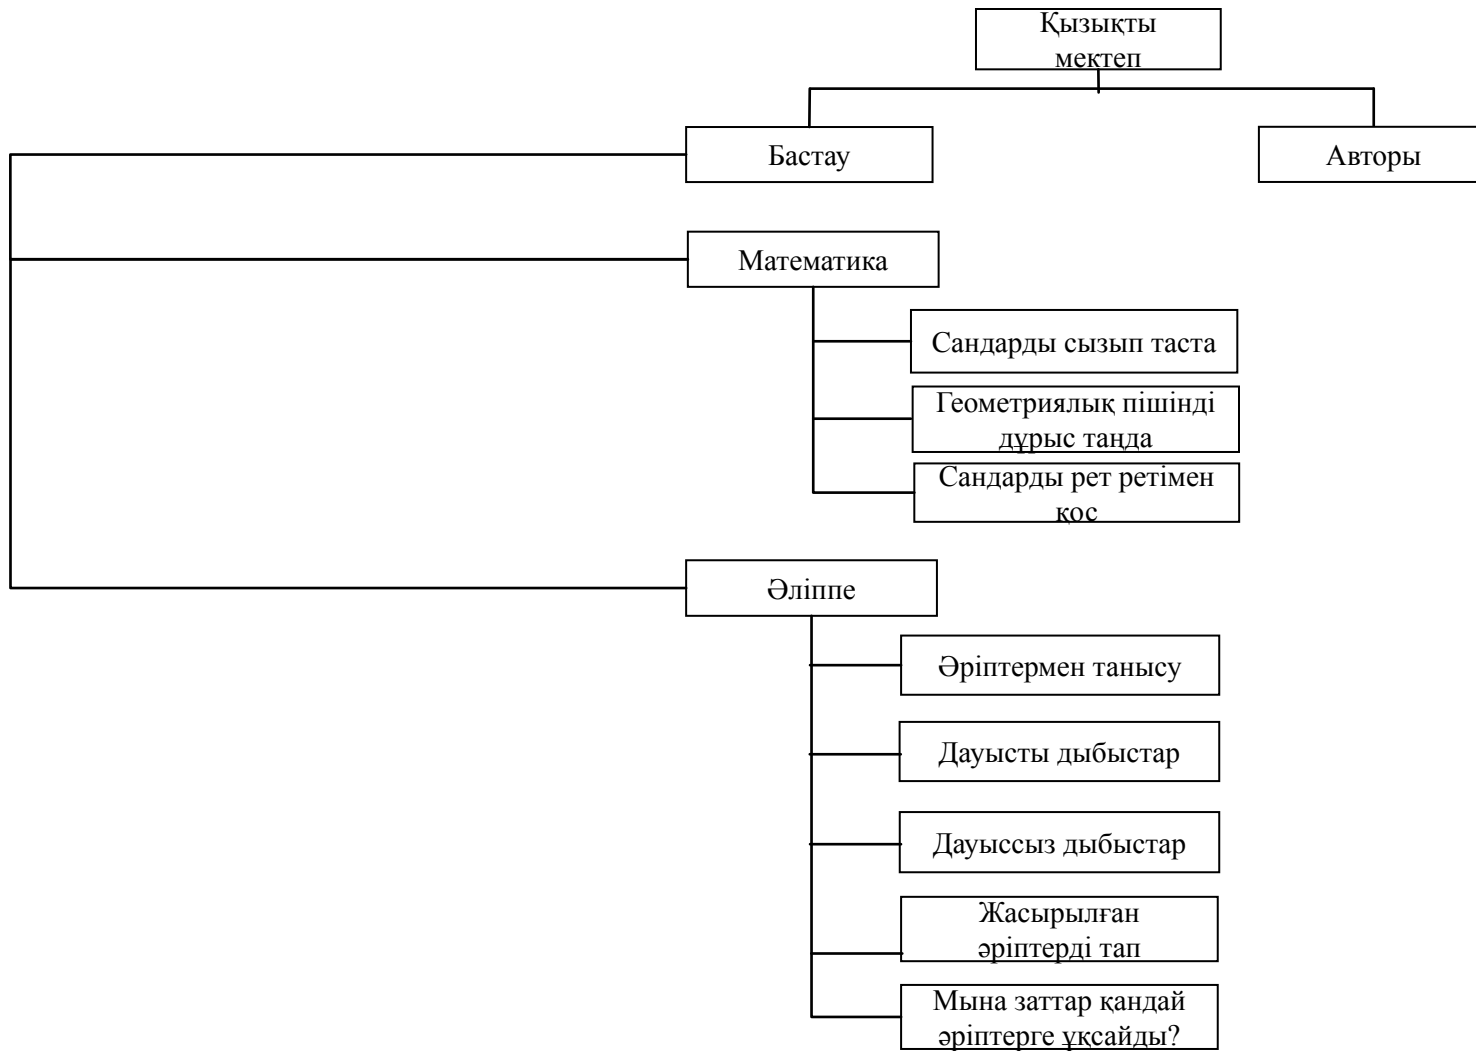 Қызықты
мектеп
Бастау
Авторы
Математика
Сандарды сызып таста
Геометриялық пішінді
дұрыс таңда
Сандарды рет ретімен
қос
Әліппе
Әріптермен танысу
Дауысты дыбыстар
Дауыссыз дыбыстар
Жасырылған
әріптерді тап
Мына заттар қандай
әріптерге ұқсайды?